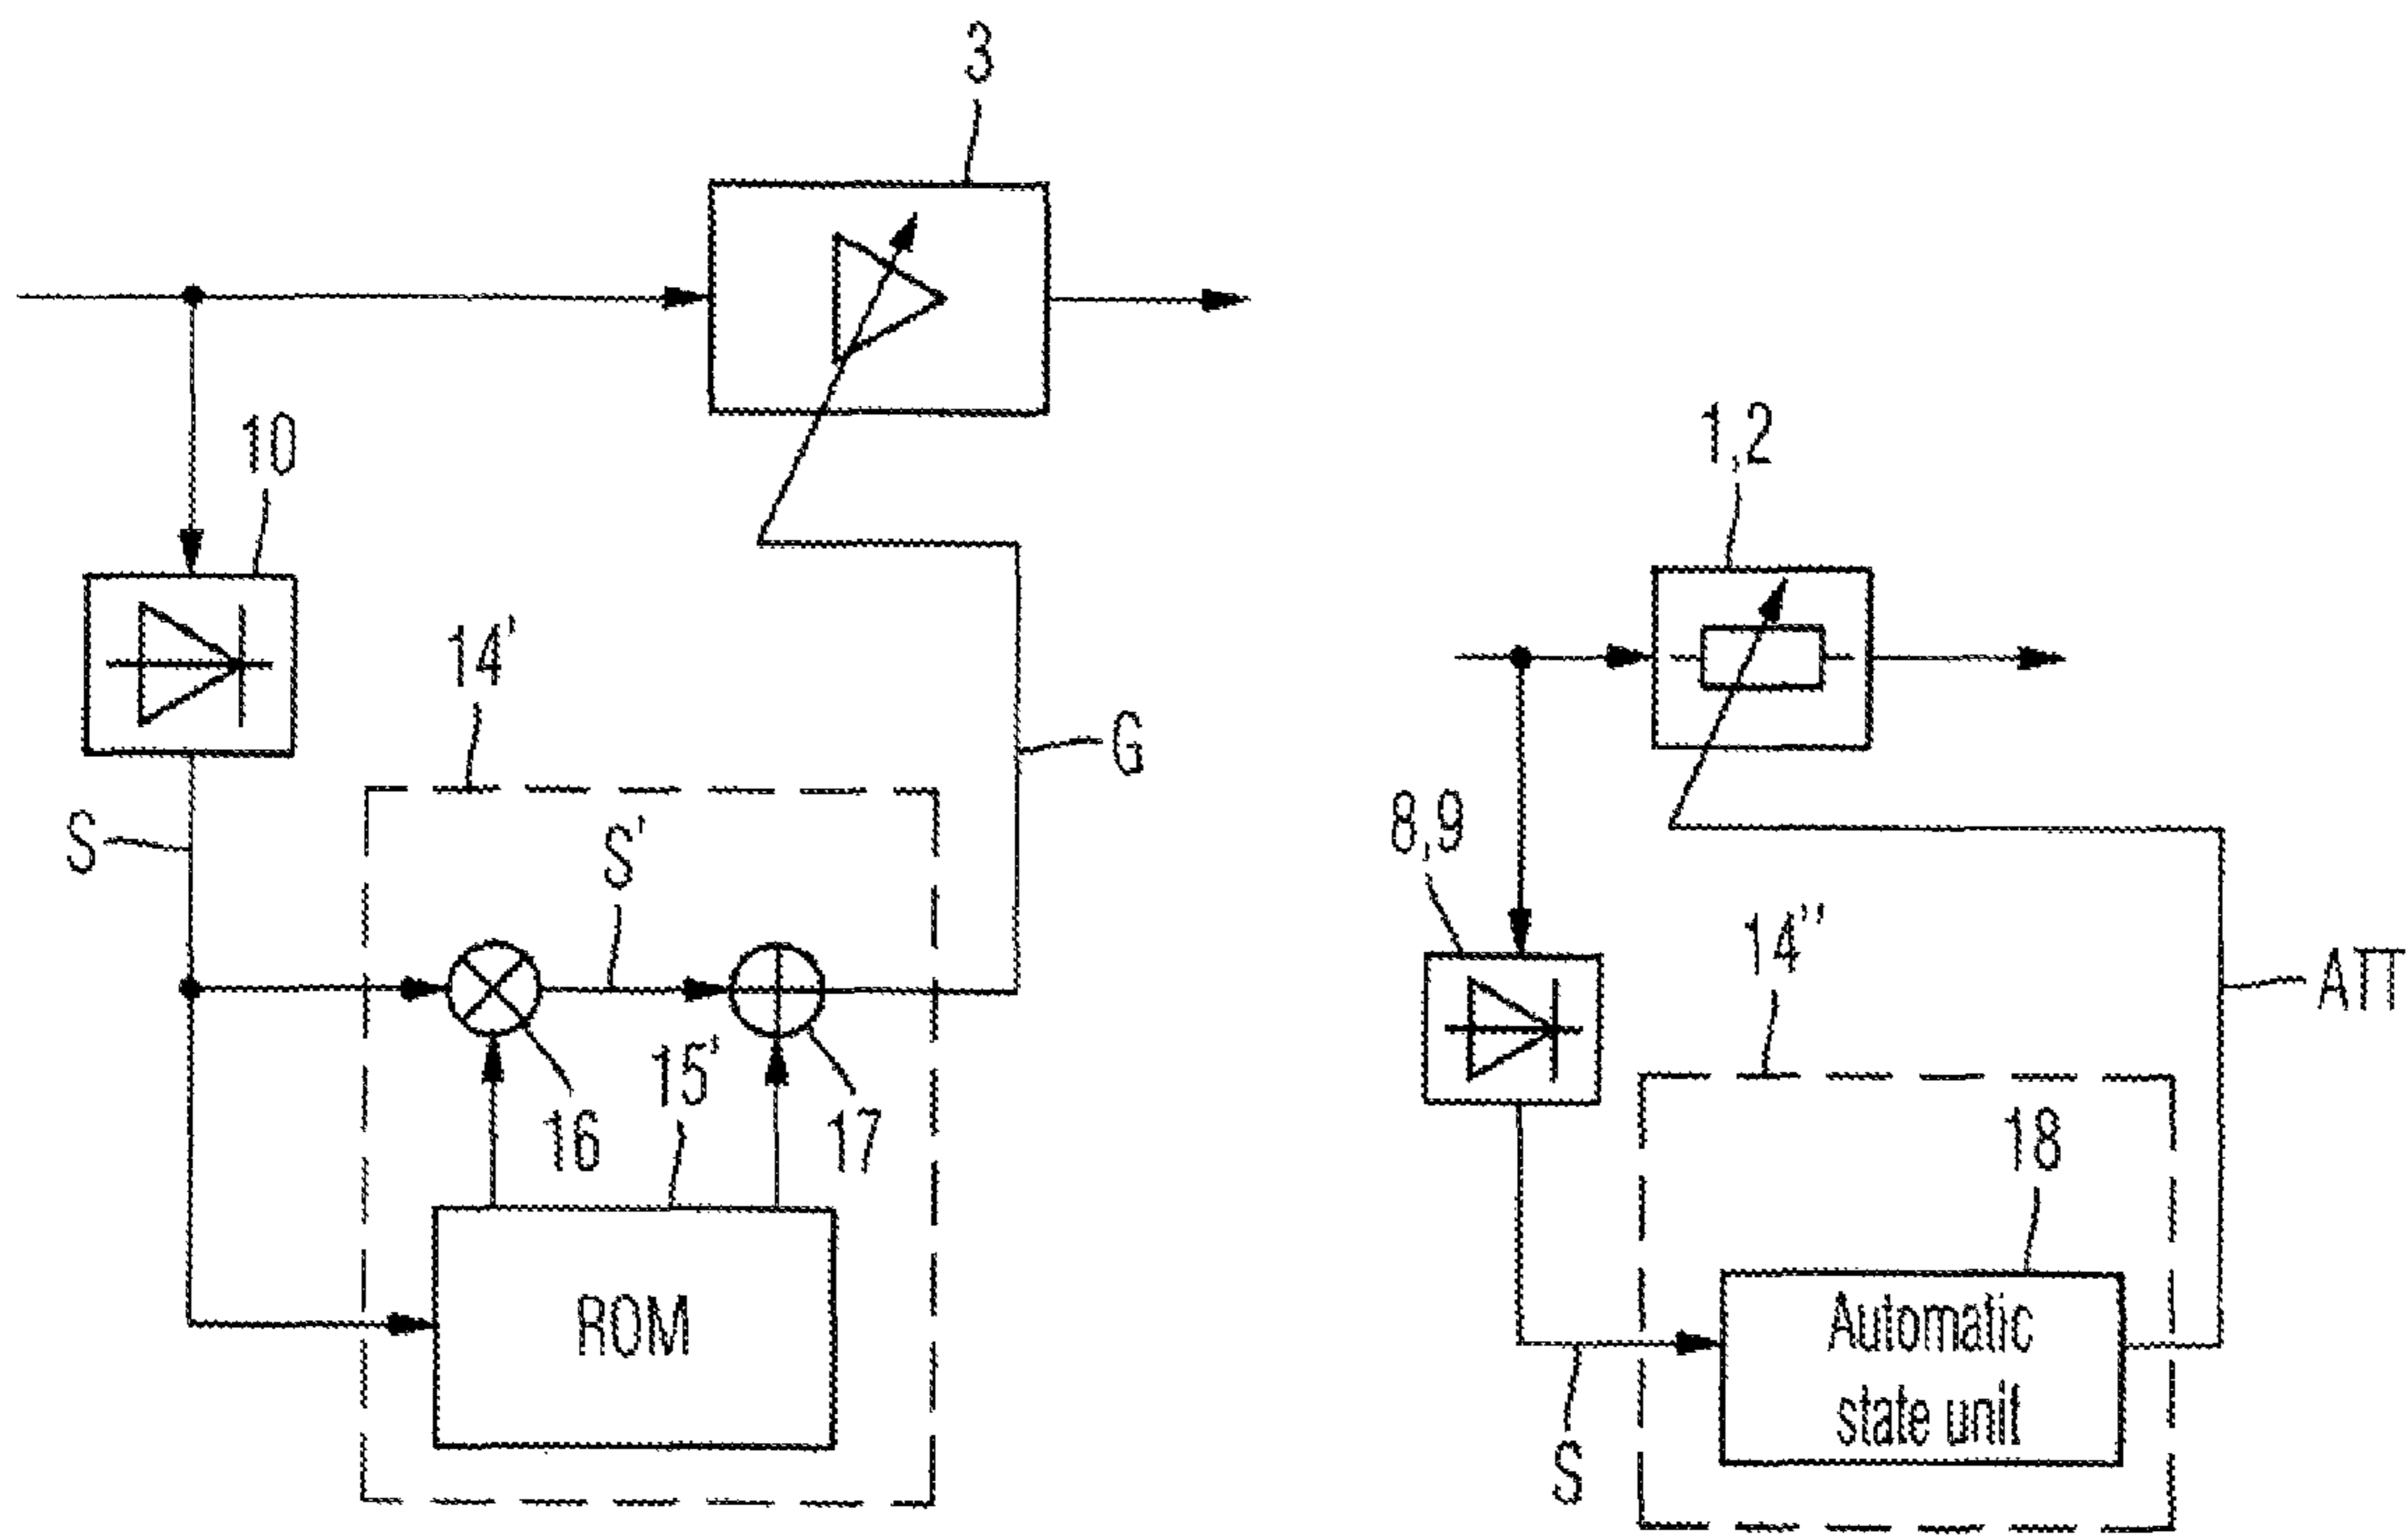 3
10
14'
S
S'
G
16
15'
17
ROM
1,2
8,9
14''
ATT
18
Automatic
state unit
S